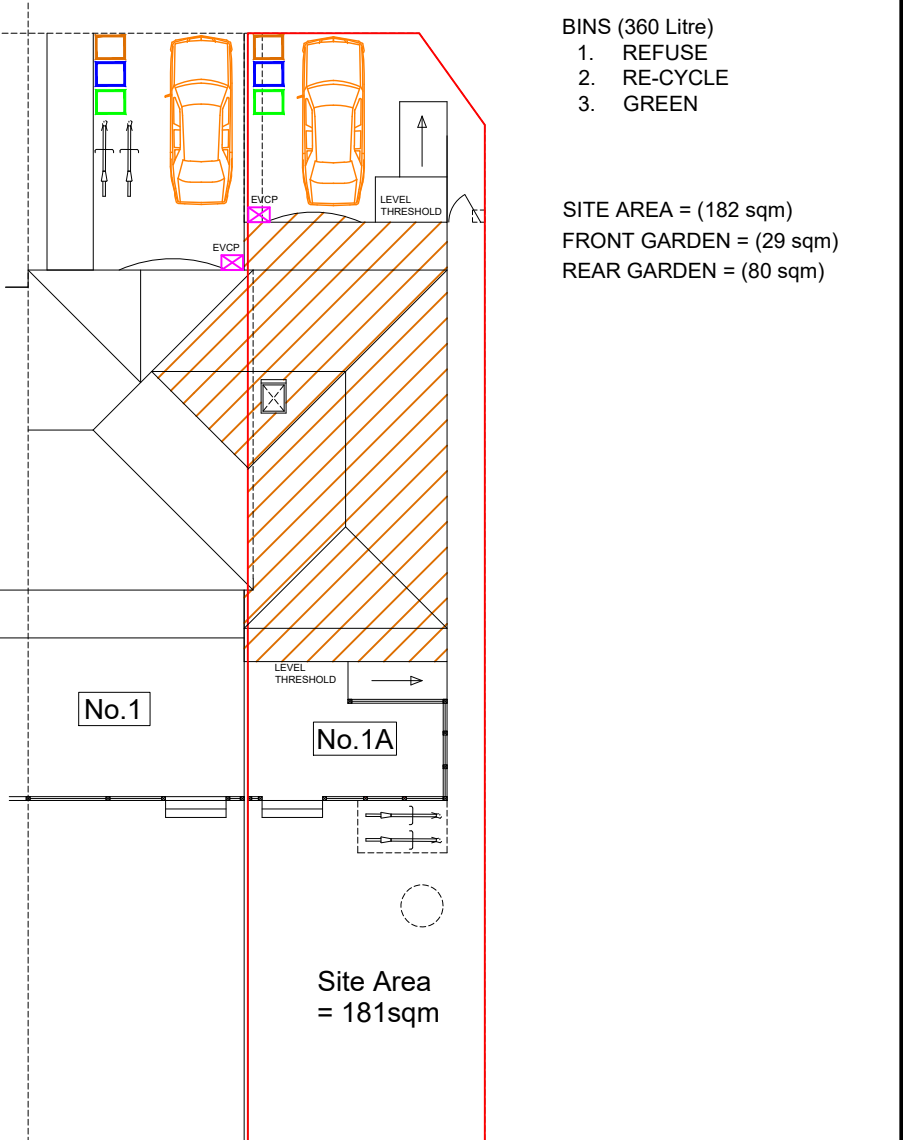 BINS (360 Litre)
1. REFUSE
2. RE-CYCLE
3. GREEN
SITE AREA = (182 sqm)
FRONT GARDEN = (29 sqm)
REAR GARDEN = (80 sqm)
EVCP
LEVEL
THRESHOLD
EVCP
LEVEL
THRESHOLD
No.1
No.1A
Site Area
= 181sqm